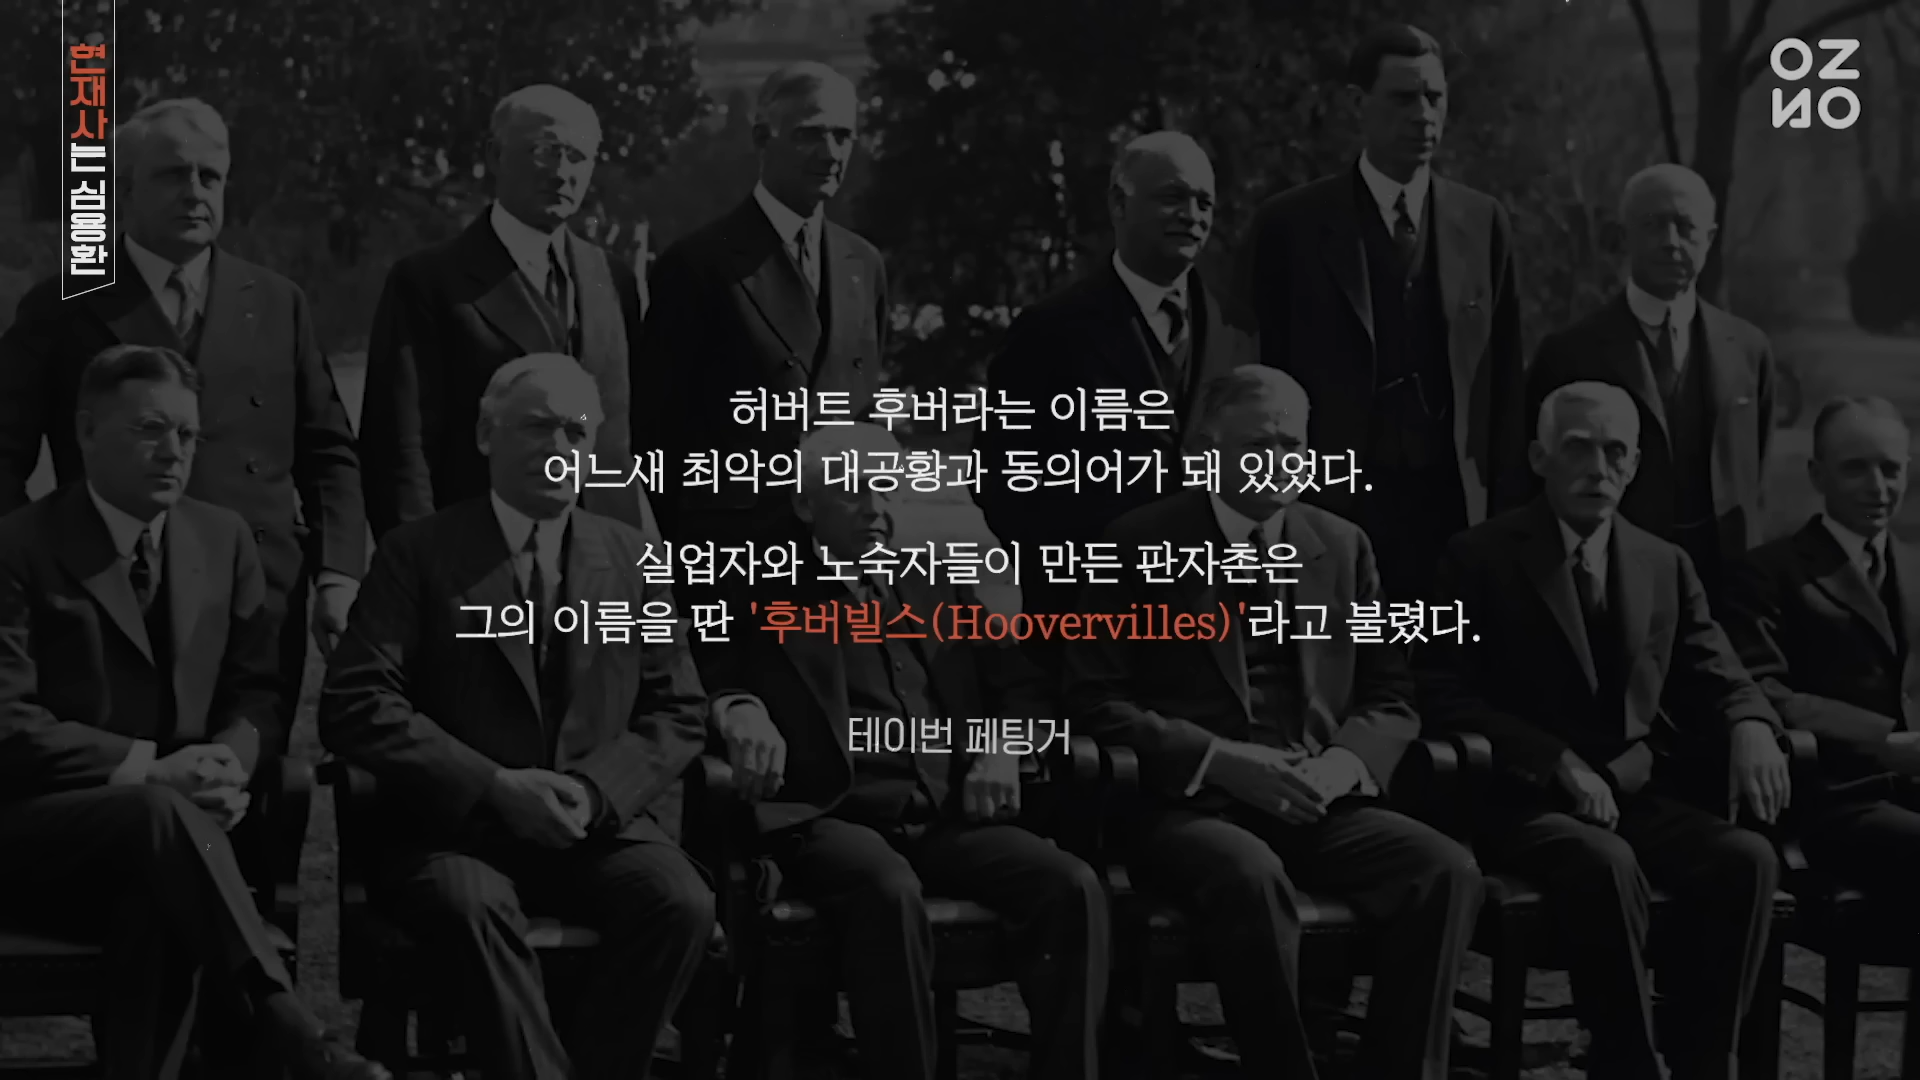 현재사는 심용환
OZ
NO
허버트 후버라는 이름은
어느새 최악의 대공황과 동의어가 돼 있었다.
실업자와 노숙자들이 만든 판자촌은
그의 이름을 딴 '후버빌스(Hoovervilles)'라고 불렸다.
테이번 페팅거